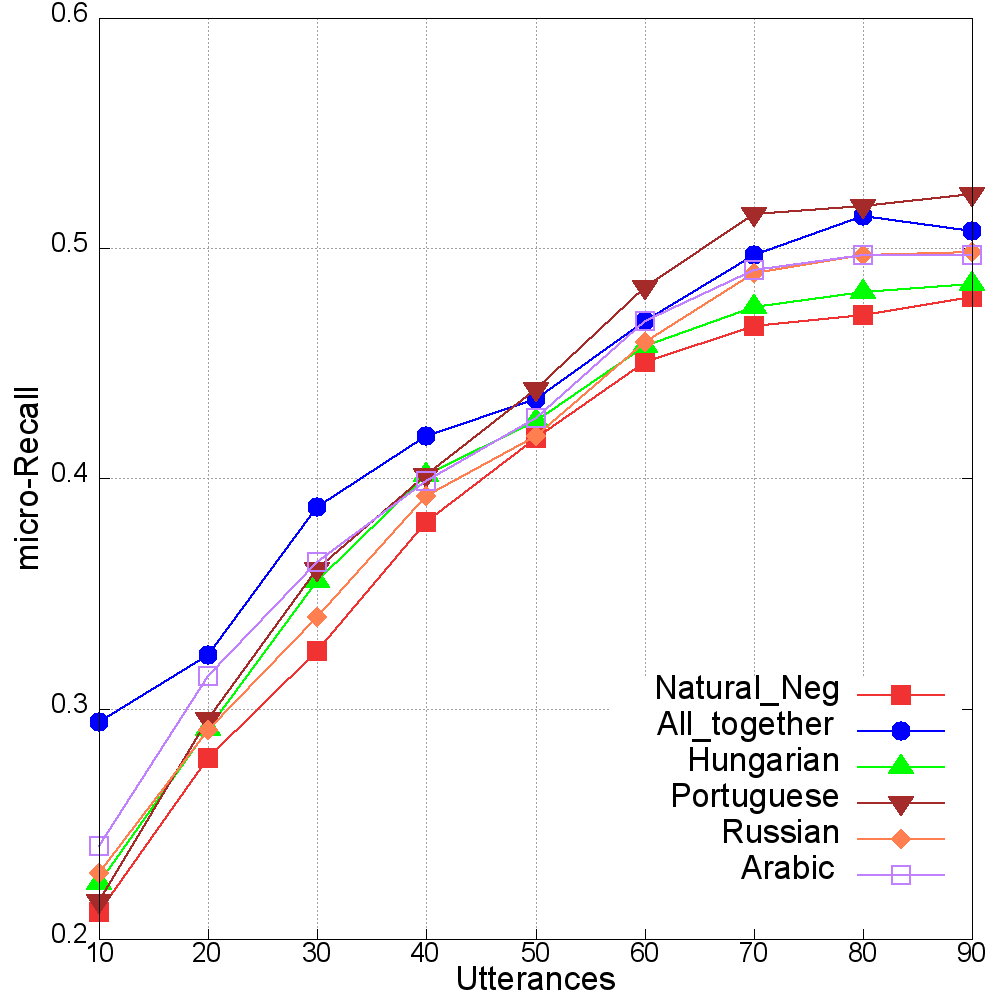 0.6
0.5
0.4
0.3
0.2
micro-Recall
Natural_Neg
All_together
Hungarian
Portuguese
Russian
Arabic
10 20 30 40 50 60 70 80 90
Utterances